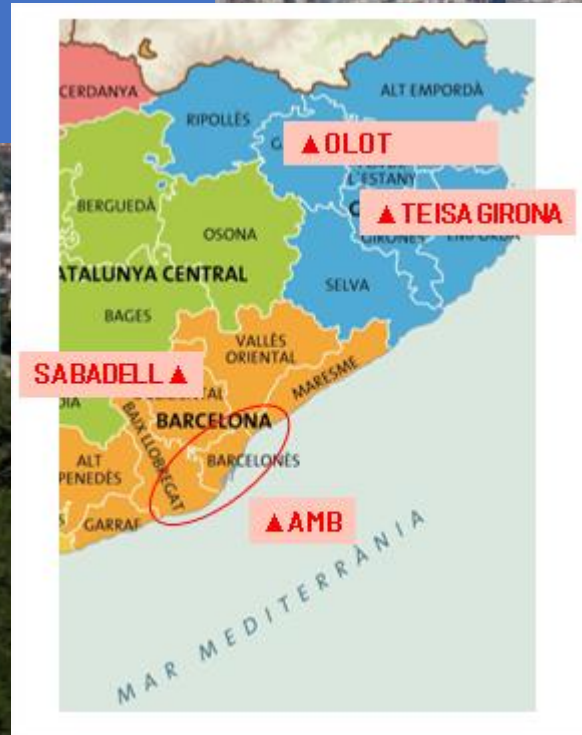 CERDANYA
ALT EMPORDÀ
RIPOLLÈS
▲OLOT
L'ESTANY
BERGUEDÀ
▲TEISA GIRONA
OSONA
ATALUNYA CENTRAL
SELVA
BAGES
VALLÈS
ORIENTAL
SABADELL▲
MARESME
BARCELONA
BAIX LLOBREGAT
BARCELONÈS
ALT
PENEDÈS
GARRAF
▲AMB
MAR MEDITERRÀNIA